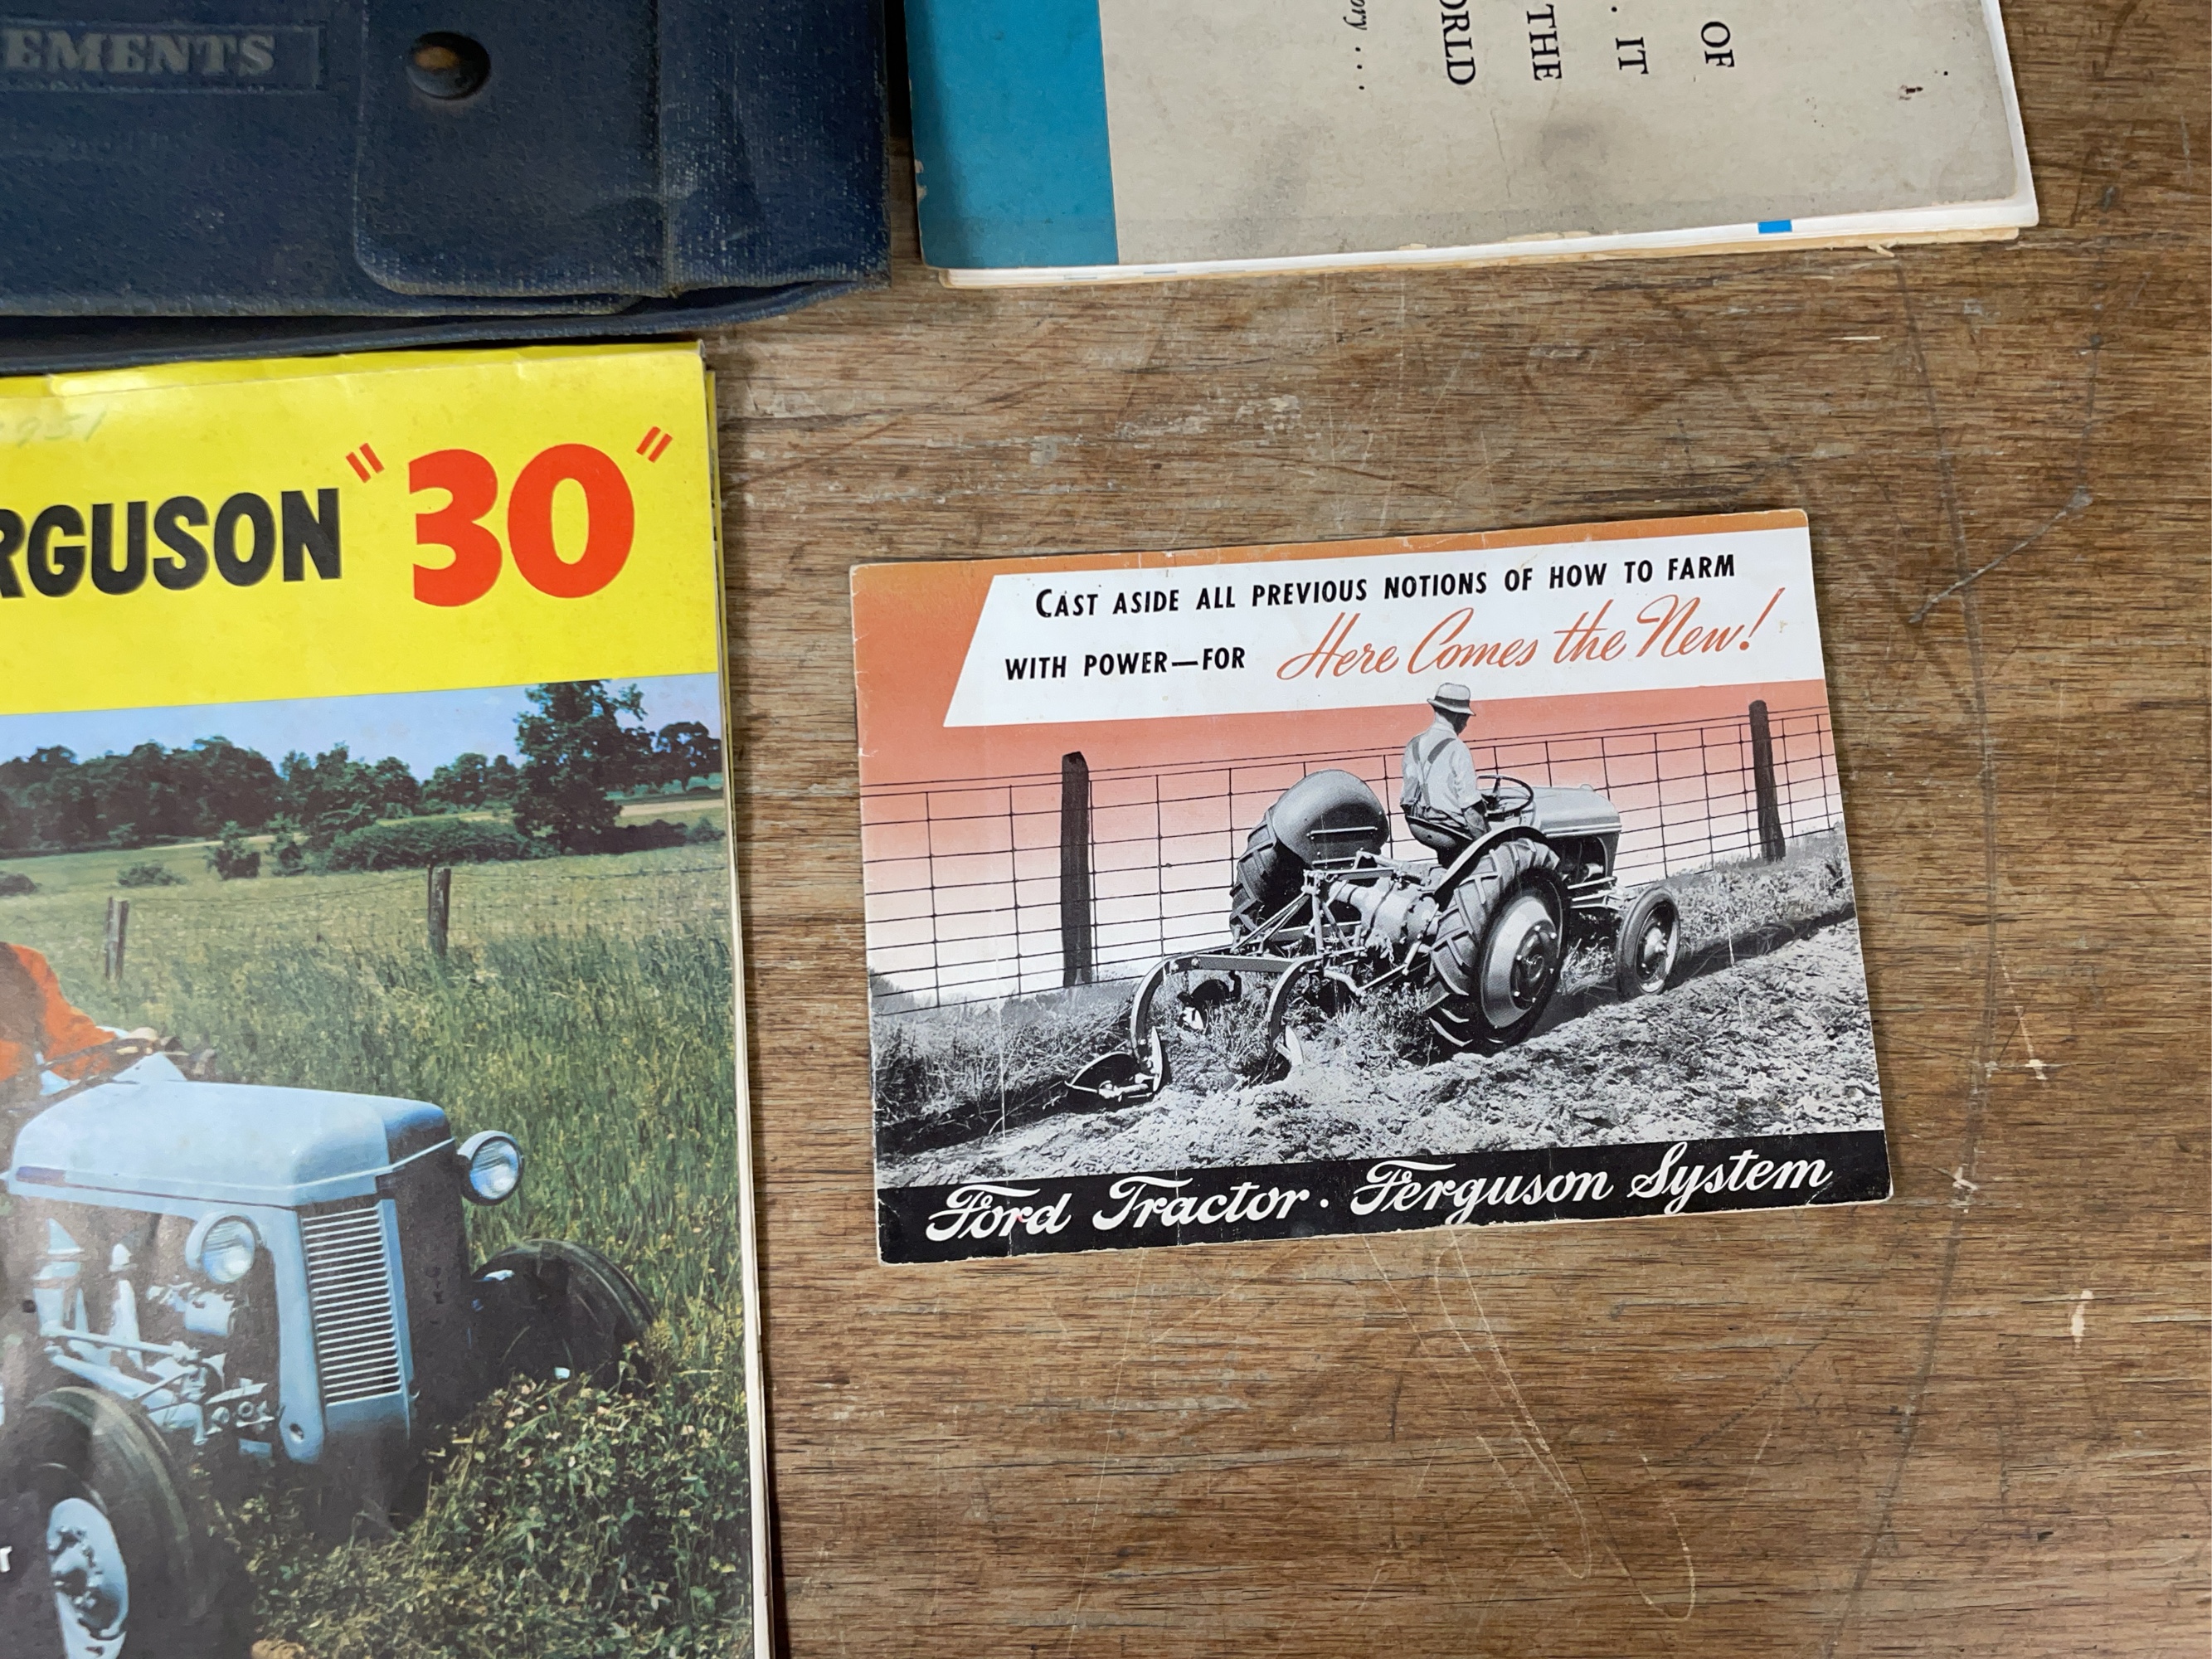 EMENTS
OF
. IT
THE
ORLD
ory . . .
RGUSON "30"
CAST ASIDE ALL PREVIOUS NOTIONS OF HOW TO FARM
WITH POWER—FOR Here Comes the New!
Ford Tractor · Ferguson System